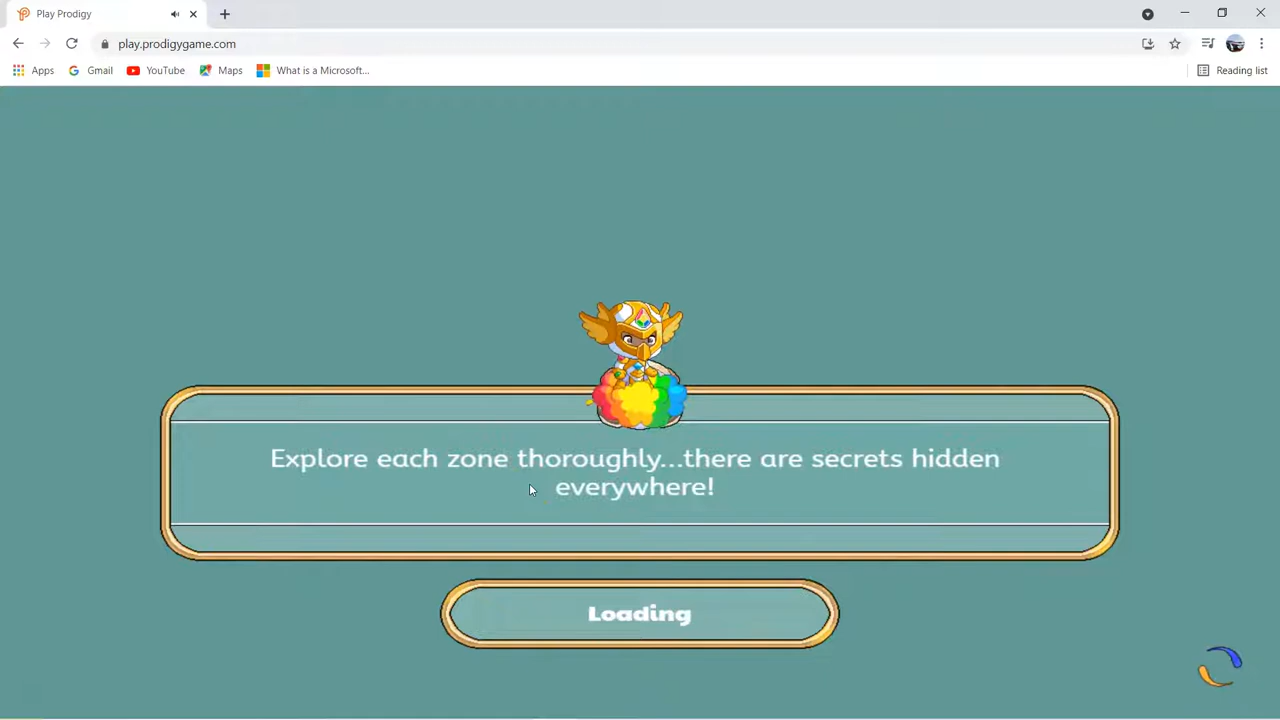 Play Prodigy
play.prodigygame.com
Apps Gmail YouTube Maps What is a Microsoft... Reading list
Explore each zone thoroughly...there are secrets hidden
everywhere!
Loading